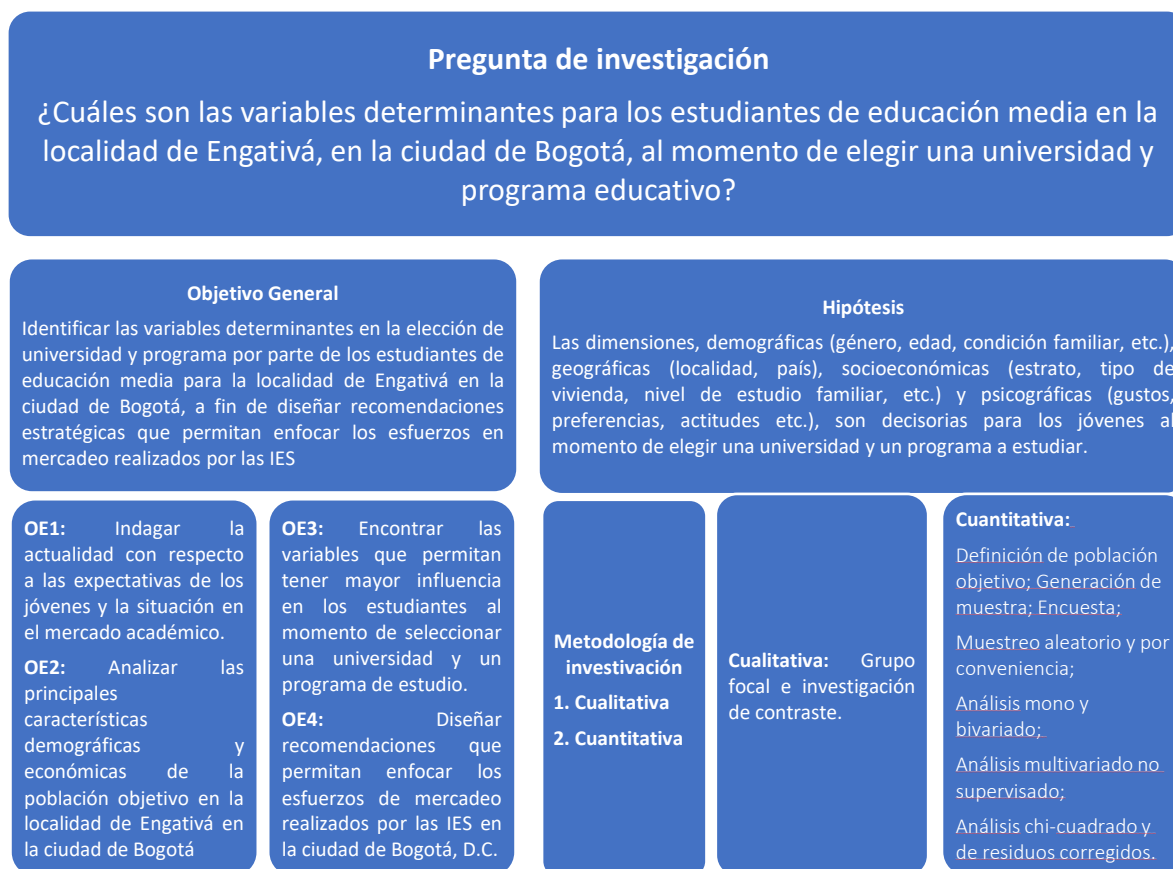 Pregunta de investigación
¿Cuáles son las variables determinantes para los estudiantes de educación media en la
localidad de Engativá, en la ciudad de Bogotá, al momento de elegir una universidad y
programa educativo?
Objetivo General
Identificar las variables determinantes en la elección de
universidad y programa por parte de los estudiantes de
educación media para la localidad de Engativá en la
ciudad de Bogotá, a fin de diseñar recomendaciones
estratégicas que permitan enfocar los esfuerzos en
mercadeo realizados por las IES
Hipótesis
Las dimensiones, demográficas (género, edad, condición familiar, etc.),
geográficas (localidad, país), socioeconómicas (estrato, tipo de
vivienda, nivel de estudio familiar, etc.) y psicográficas (gustos,
preferencias, actitudes etc.), son decisorias para los jóvenes al
momento de elegir una universidad y un programa a estudiar.
OE1: Indagar la
actualidad con respecto
a las expectativas de los
jóvenes y la situación en
el mercado académico.
OE2: Analizar las
principales
características
demográficas y
económicas de la
población objetivo en la
localidad de Engativá en
la ciudad de Bogotá
OE3: Encontrar las
variables que permitan
tener mayor influencia
en los estudiantes al
momento de seleccionar
una universidad y un
programa de estudio.
OE4: Diseñar
recomendaciones que
permitan enfocar los
esfuerzos de mercadeo
realizados por las IES en
la ciudad de Bogotá, D.C.
Metodología de
investivación
1. Cualitativa
2. Cuantitativa
Cualitativa: Grupo
focal e investigación
de contraste.
Cuantitativa:
Definición de población
objetivo; Generación de
muestra; Encuesta;
Muestreo aleatorio y por
conveniencia;
Análisis mono y
bivariado;
Análisis multivariado no
supervisado;
Análisis chi-cuadrado y
de residuos corregidos.